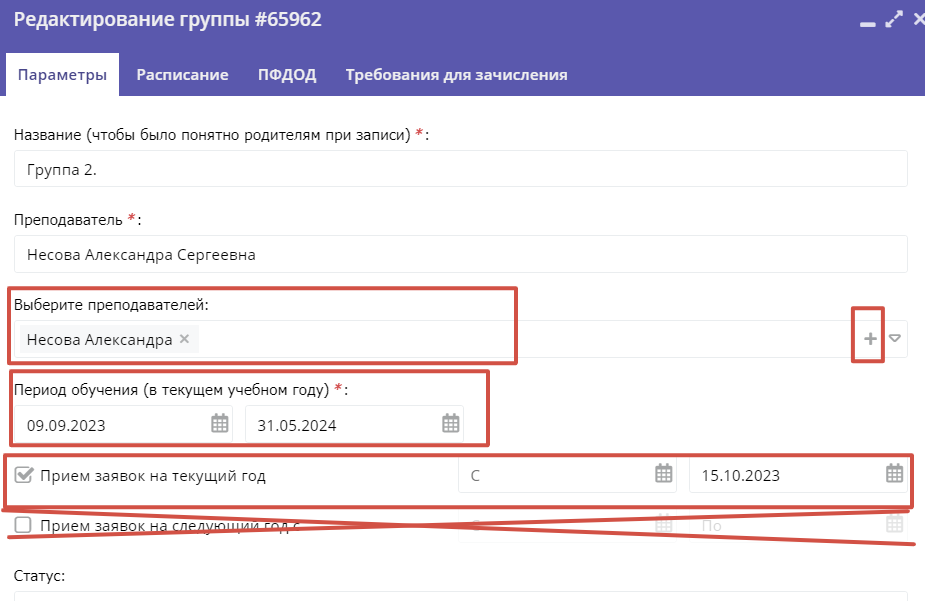 Редактирование группы #65962
Параметры Расписание ПФДОД Требования для зачисления
Название (чтобы было понятно родителям при записи) * :
Группа 2.
Преподаватель * :
Несова Александра Сергеевна
Выберите преподавателей:
Несова Александра
Период обучения (в текущем учебном году) * :
09.09.2023 31.05.2024
Прием заявок на текущий год С 15.10.2023
Прием заявок на следующий год с С По
Статус: